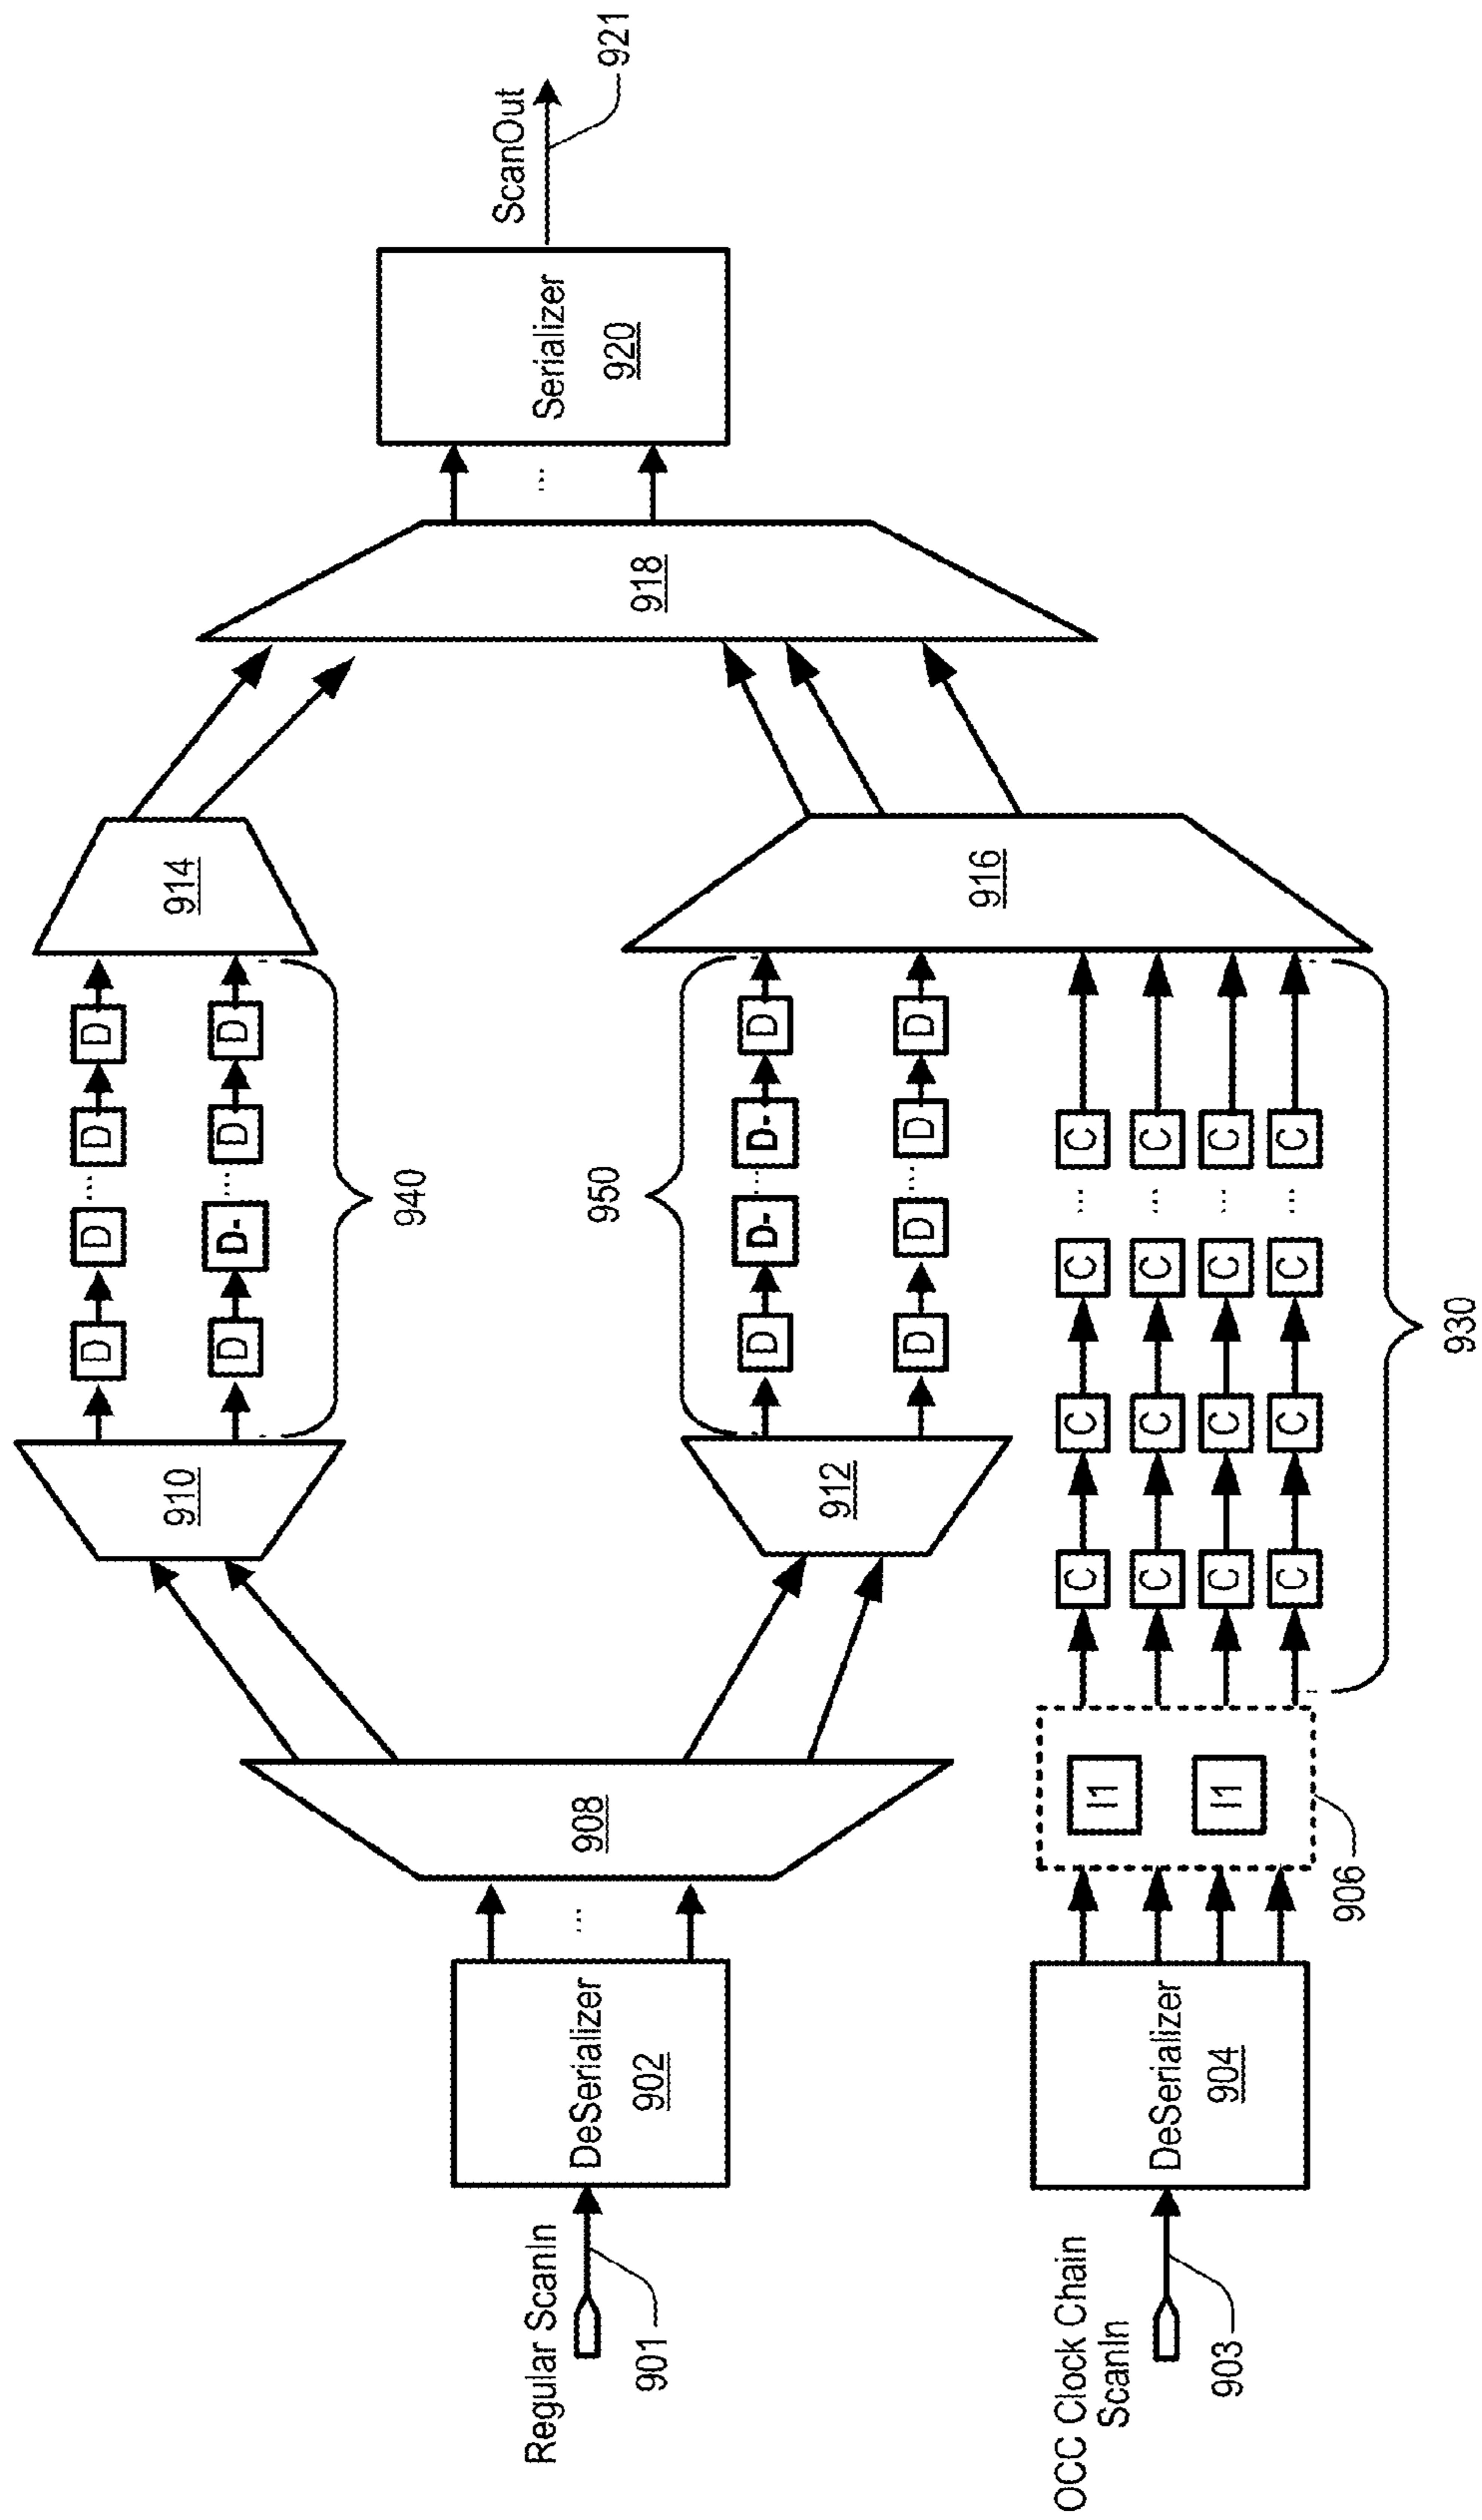 D D D ... D
910
914
D D- ... D D
940
Regular ScanIn
901
DeSerializer
902
...
908
918
...
Serializer
920
ScanOut
921
950
D D- ... D- D
912
D D ... D D
916
OCC Clock Chain
ScanIn
903
DeSerializer
904
I1
I1
906
C C C ... C
C C C ... C
C C C ... C
C C C ... C
930